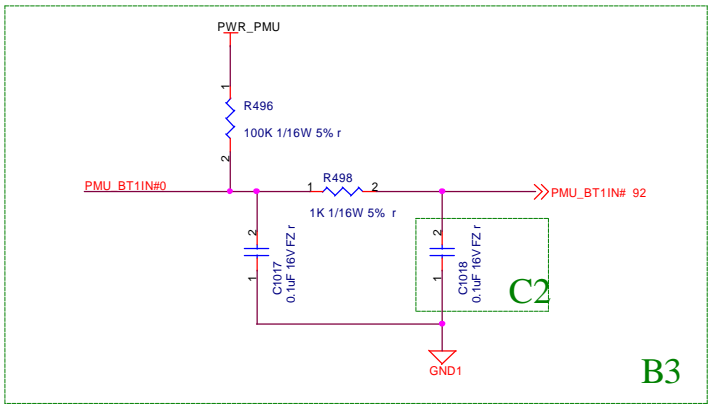 PWR_PMU
1
R496
100K 1/16W 5% r
2
PMU_BT1IN#0
R498
1
2
1K 1/16W 5% r
PMU_BT1IN# 92
2
1
C1017
0.1uF 16V FZ r
2
1
C1018
0.1uF 16V FZ r
C2
GND1
B3